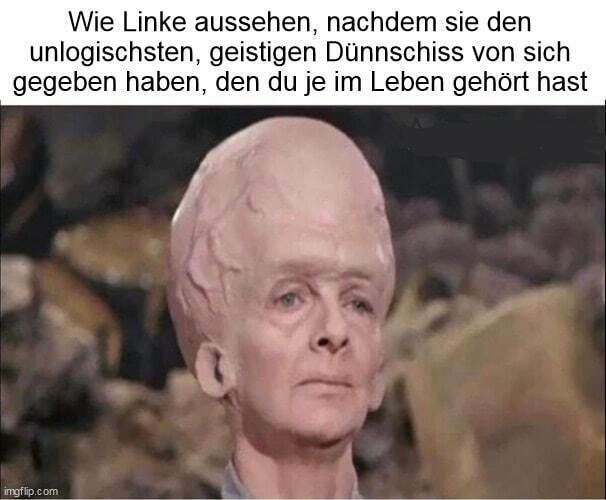 Wie Linke aussehen, nachdem sie den
unlogischsten, geistigen Dünnschiss von sich
gegeben haben, den du je im Leben gehört hast
imgflip.com